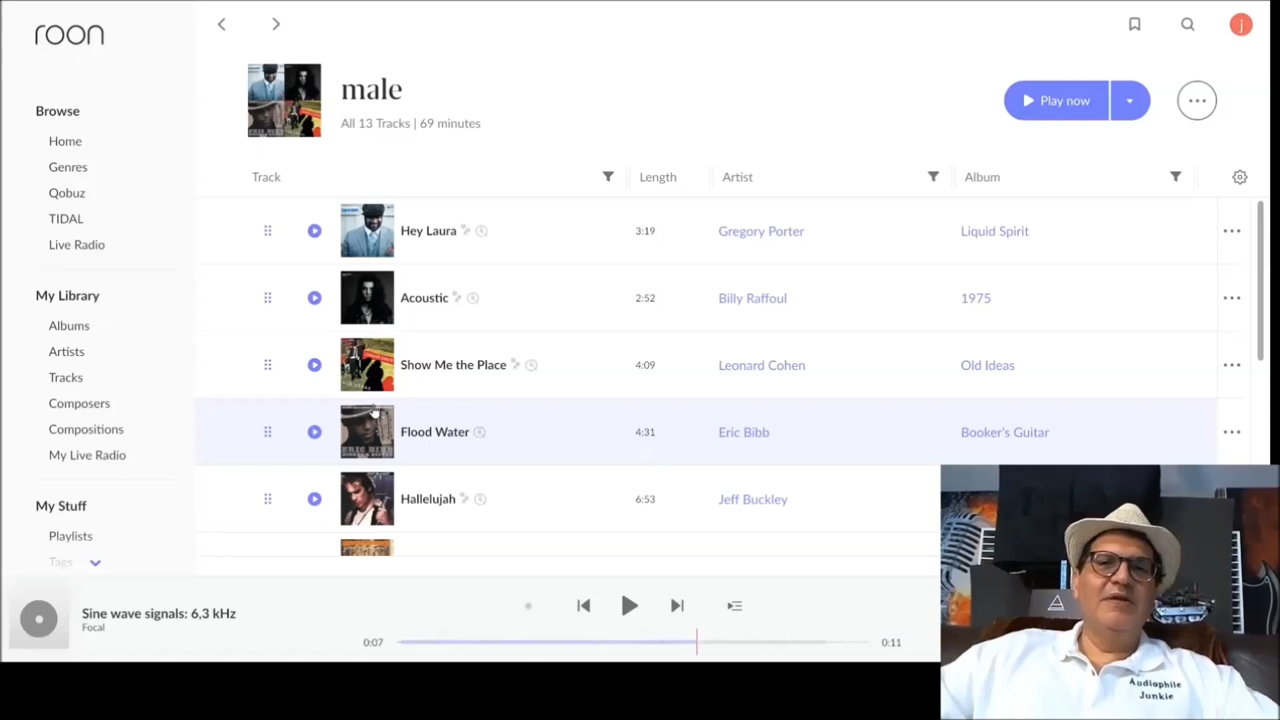 roon
Browse
Home
Genres
Qobuz
TIDAL
Live Radio
My Library
Albums
Artists
Tracks
Composers
Compositions
My Live Radio
My Stuff
Playlists
Tags
j
male
All 13 Tracks | 69 minutes
Play now
Track Length Artist Album
Hey Laura 3:19 Gregory Porter Liquid Spirit
Acoustic 2:52 Billy Raffoul 1975
Show Me the Place 4:09 Leonard Cohen Old Ideas
Flood Water 4:31 Eric Bibb Booker's Guitar
Hallelujah 6:53 Jeff Buckley
Sine wave signals: 6,3 kHz
Focal
0:07 0:11
Audiophile
Junkie